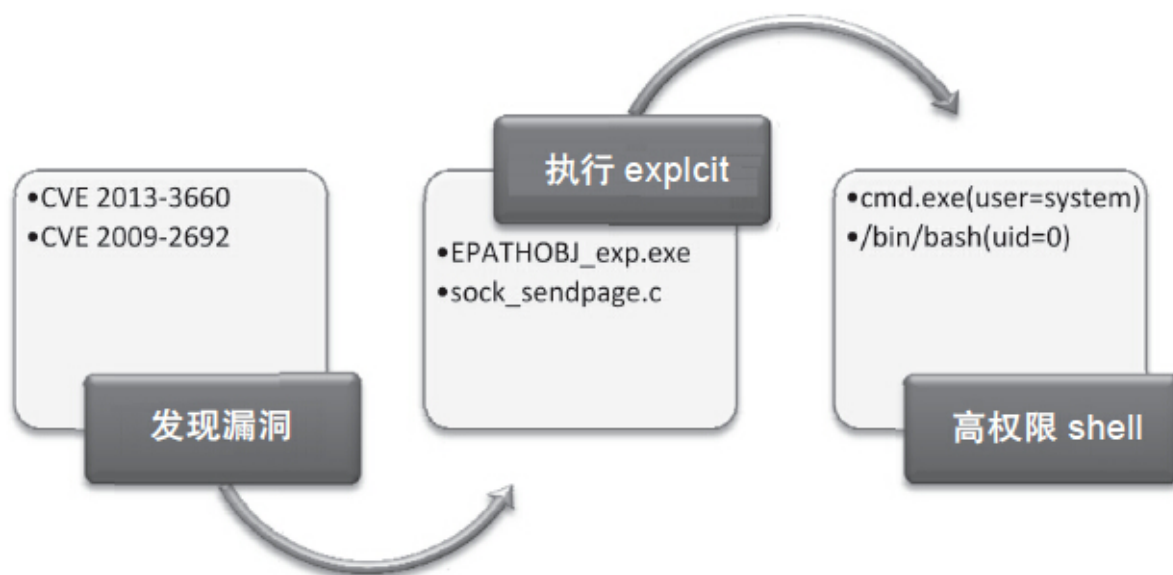 •CVE 2013-3660
•CVE 2009-2692
发现漏洞
执行 explcit
•EPATHOBJ_exp.exe
•sock_sendpage.c
•cmd.exe(user=system)
•/bin/bash(uid=0)
高权限 shell